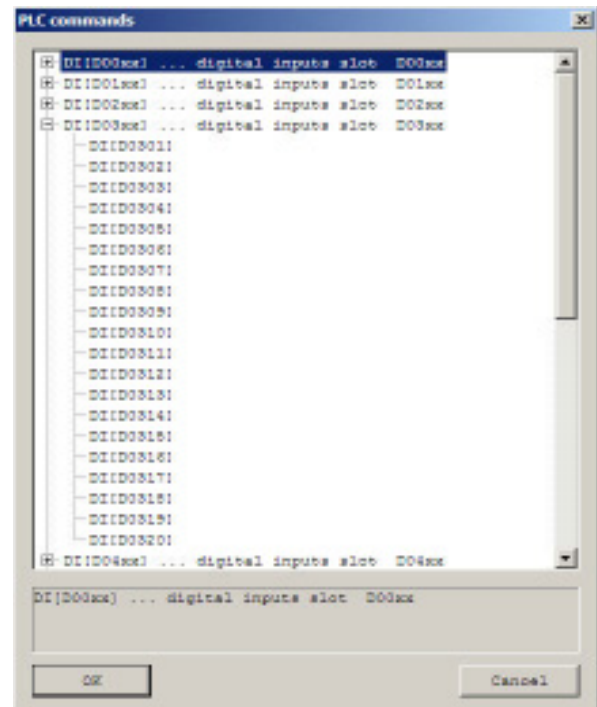 PLC commands
DI[D00xx] ... digital inputs slot D00xx
DI[D01xx] ... digital inputs slot D01xx
DI[D02xx] ... digital inputs slot D02xx
DI[D03xx] ... digital inputs slot D03xx
DI[D0301]
DI[D0302]
DI[D0303]
DI[D0304]
DI[D0305]
DI[D0306]
DI[D0307]
DI[D0308]
DI[D0309]
DI[D0310]
DI[D0311]
DI[D0312]
DI[D0313]
DI[D0314]
DI[D0315]
DI[D0316]
DI[D0317]
DI[D0318]
DI[D0319]
DI[D0320]
DI[D04xx] ... digital inputs slot D04xx
DI[D00xx] ... digital inputs slot D00xx
OK
Cancel